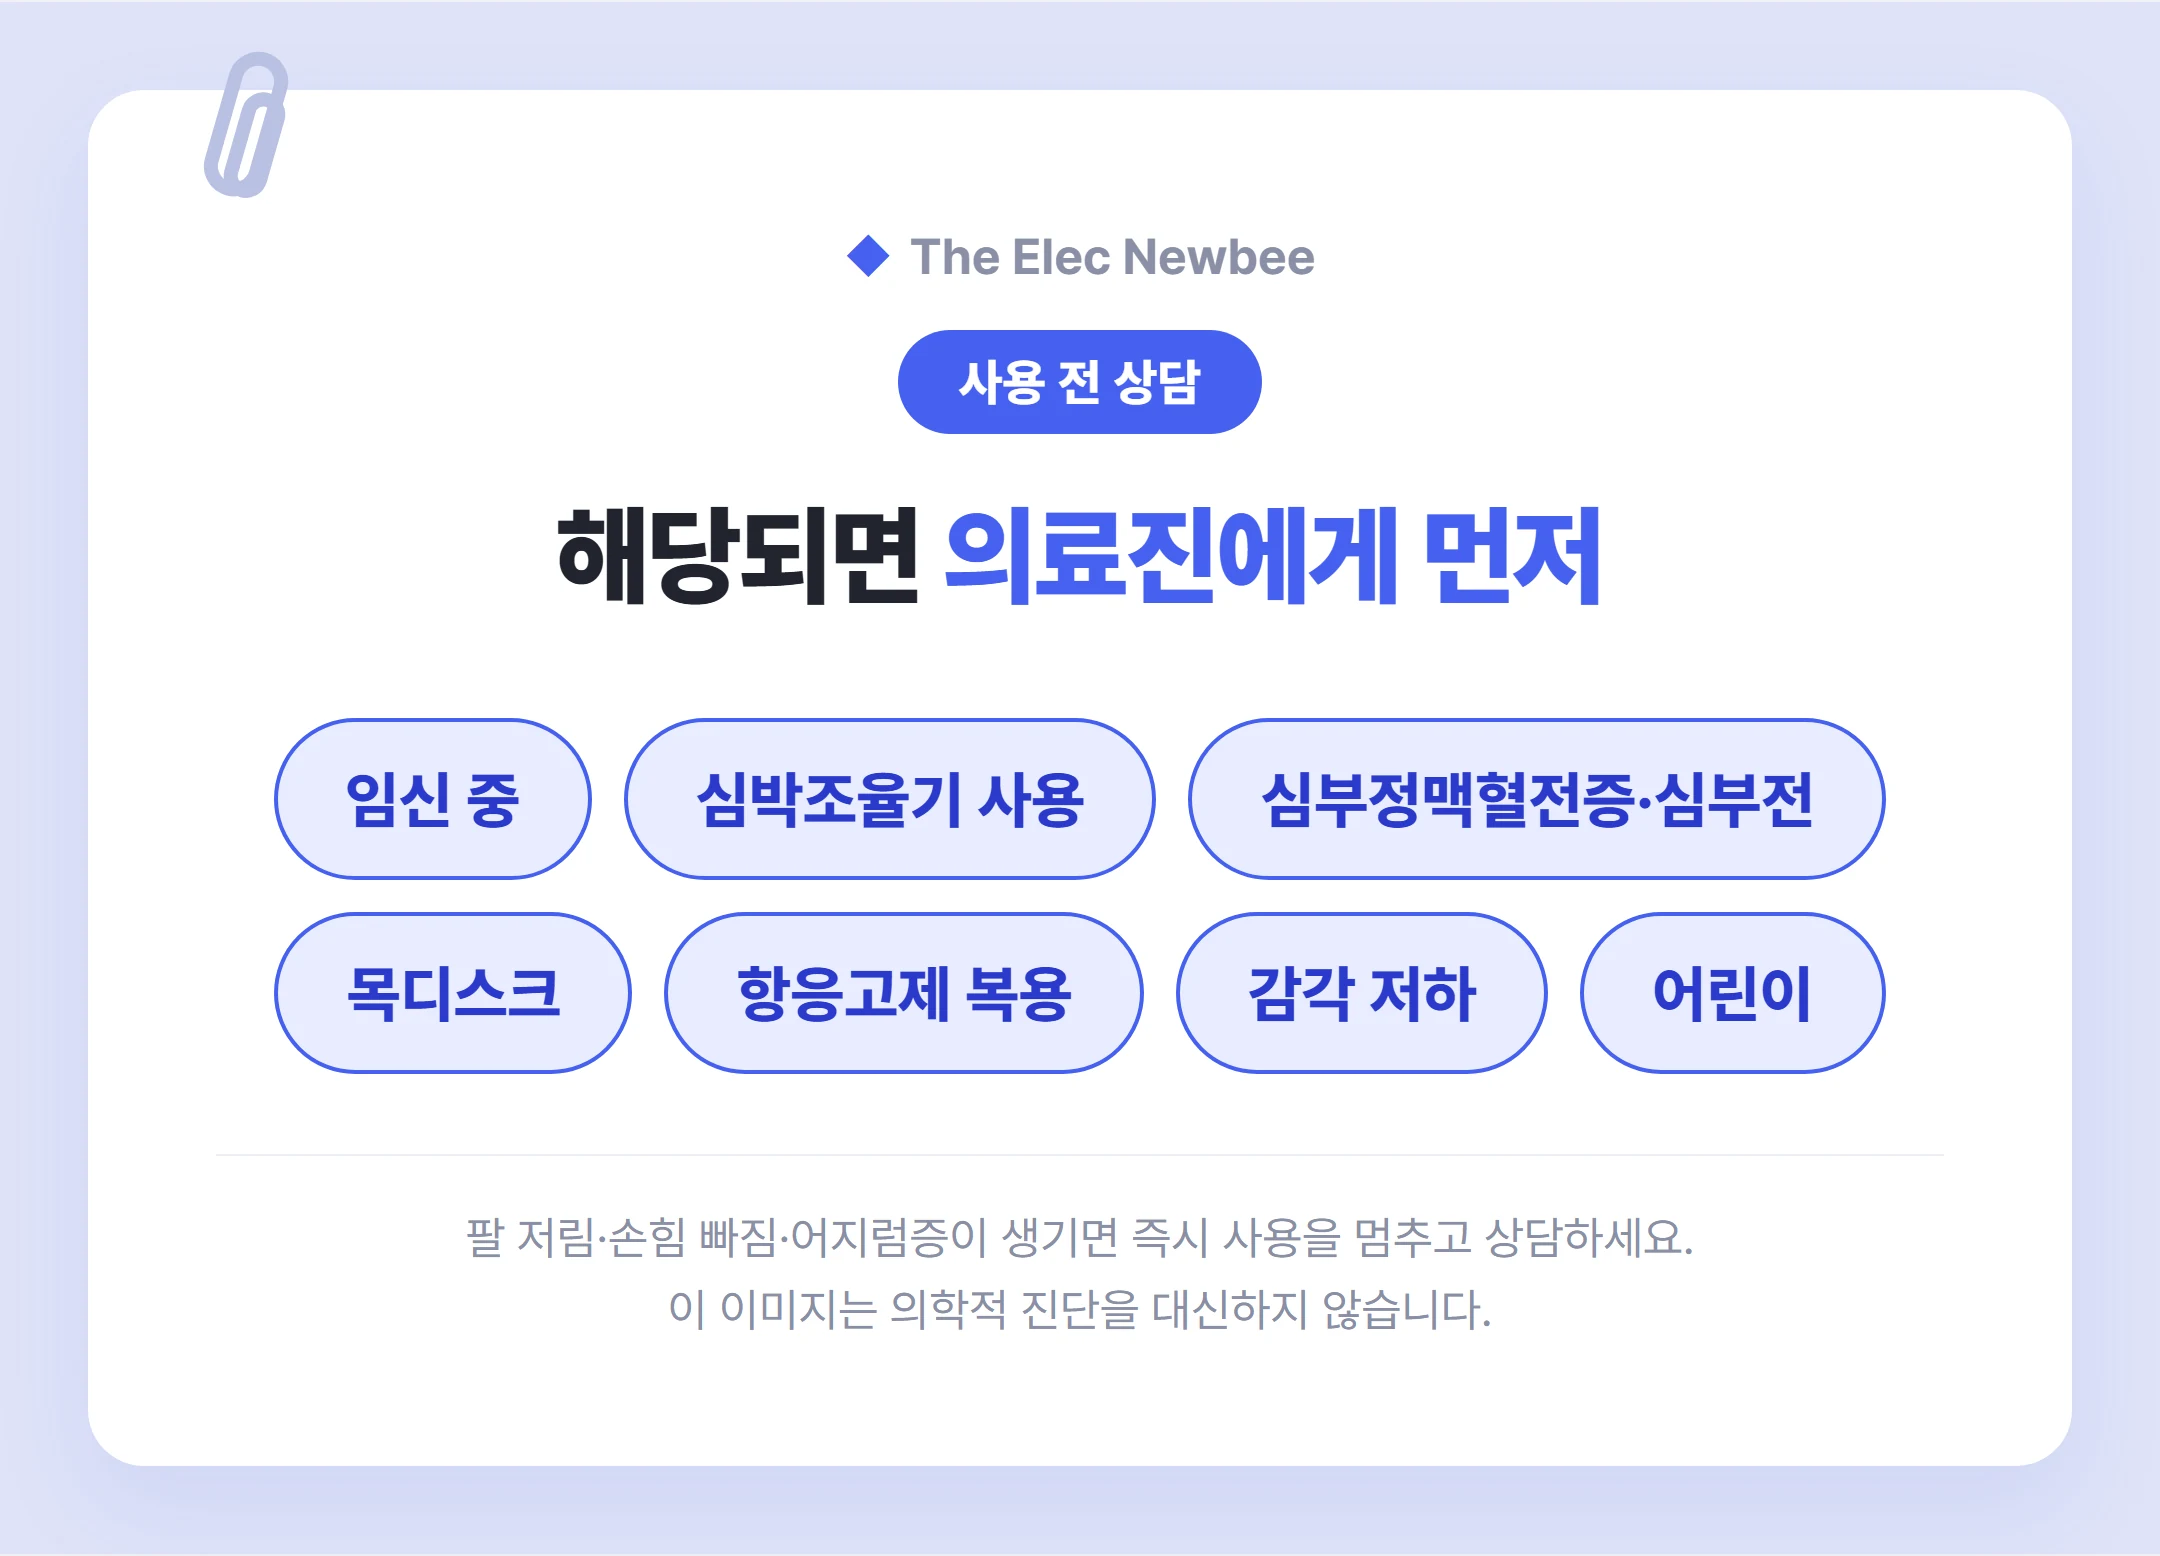 The Elec Newbee
사용 전 상담
해당되면 의료진에게 먼저
임신 중 심박조율기 사용 심부정맥혈전증·심부전
목디스크 항응고제 복용 감각 저하 어린이
팔 저림·손힘 빠짐·어지럼증이 생기면 즉시 사용을 멈추고 상담하세요.
이 이미지는 의학적 진단을 대신하지 않습니다.